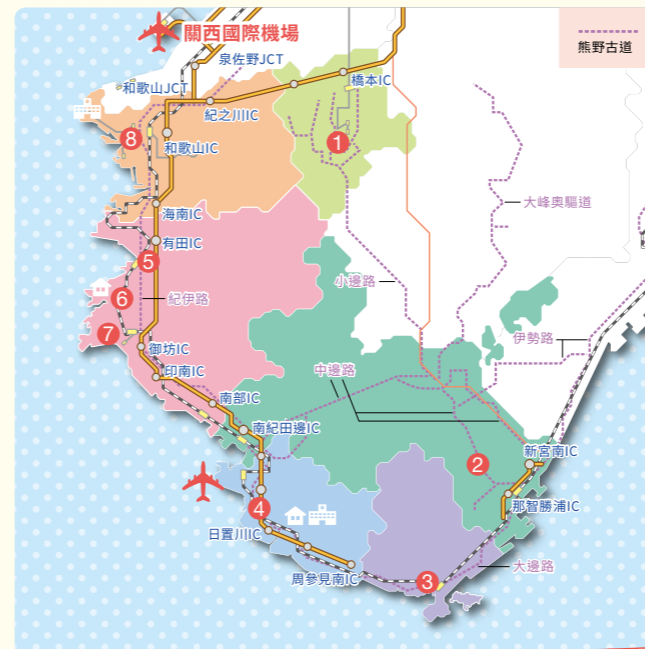 關西國際機場
熊野古道
泉佐野JCT
橋本IC
和歌山JCT
紀之川IC
8
1
和歌山IC
大峰奧驅道
海南IC
有田IC
5
小邊路
6
紀伊路
7
伊勢路
御坊IC
印南IC
中邊路
南部IC
南紀田邊IC
新宮南IC
2
4
那智勝浦IC
日置川IC
大邊路
周參見南IC
3